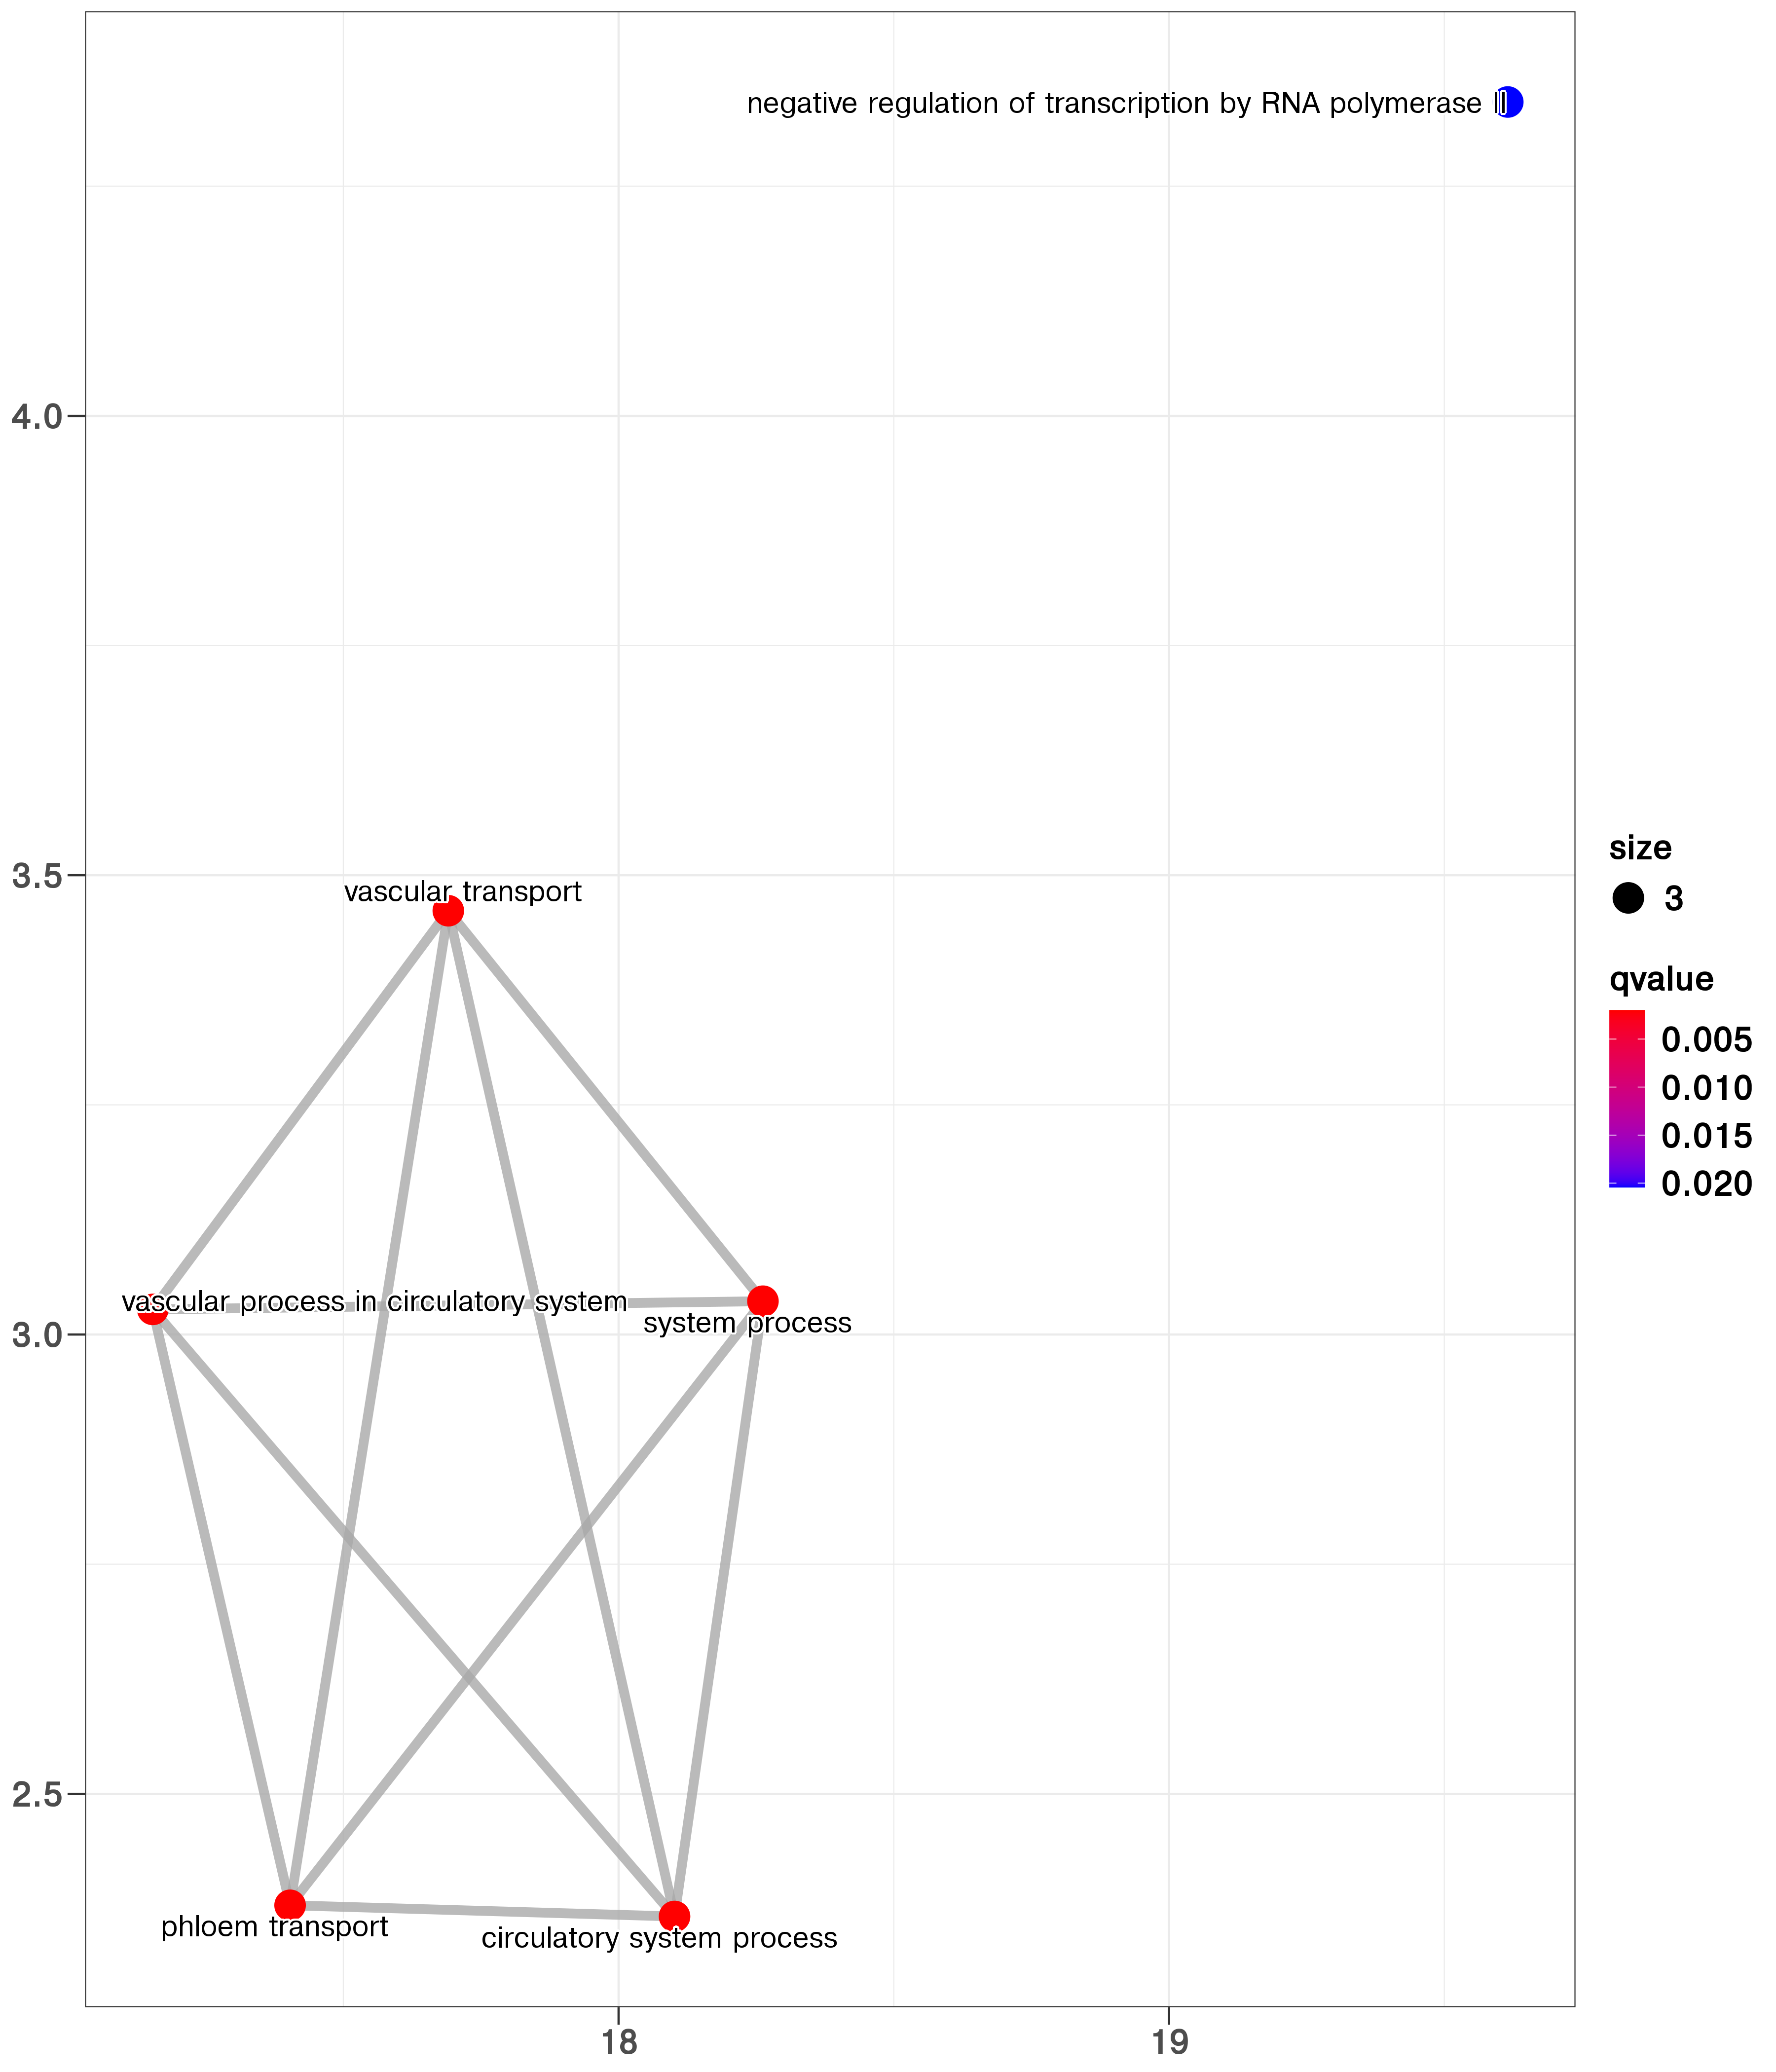 negative regulation of transcription by RNA polymerase II
4.0
3.5
3.0
2.5
vascular transport
vascular process in circulatory system
system process
phloem transport
circulatory system process
18
19
size
3
qvalue
0.005
0.010
0.015
0.020